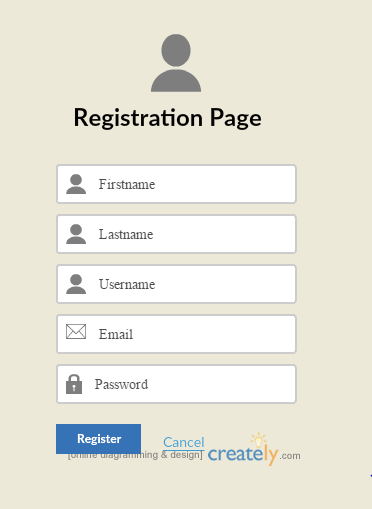 Registration Page
Firstname
Lastname
Username
Email
Password
Register Cancel
[online diagramming & design] creately.com